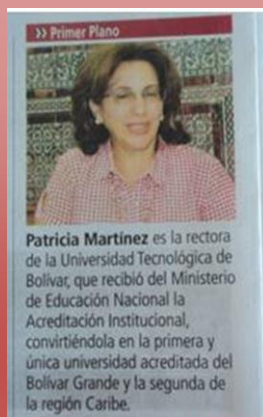 >> Primer Plano
Patricia Martínez es la rectora
de la Universidad Tecnológica de
Bolívar, que recibió del Ministerio
de Educación Nacional la
Acreditación Institucional,
convirtiéndola en la primera y
única universidad acreditada del
Bolívar Grande y la segunda de
la región Caribe.